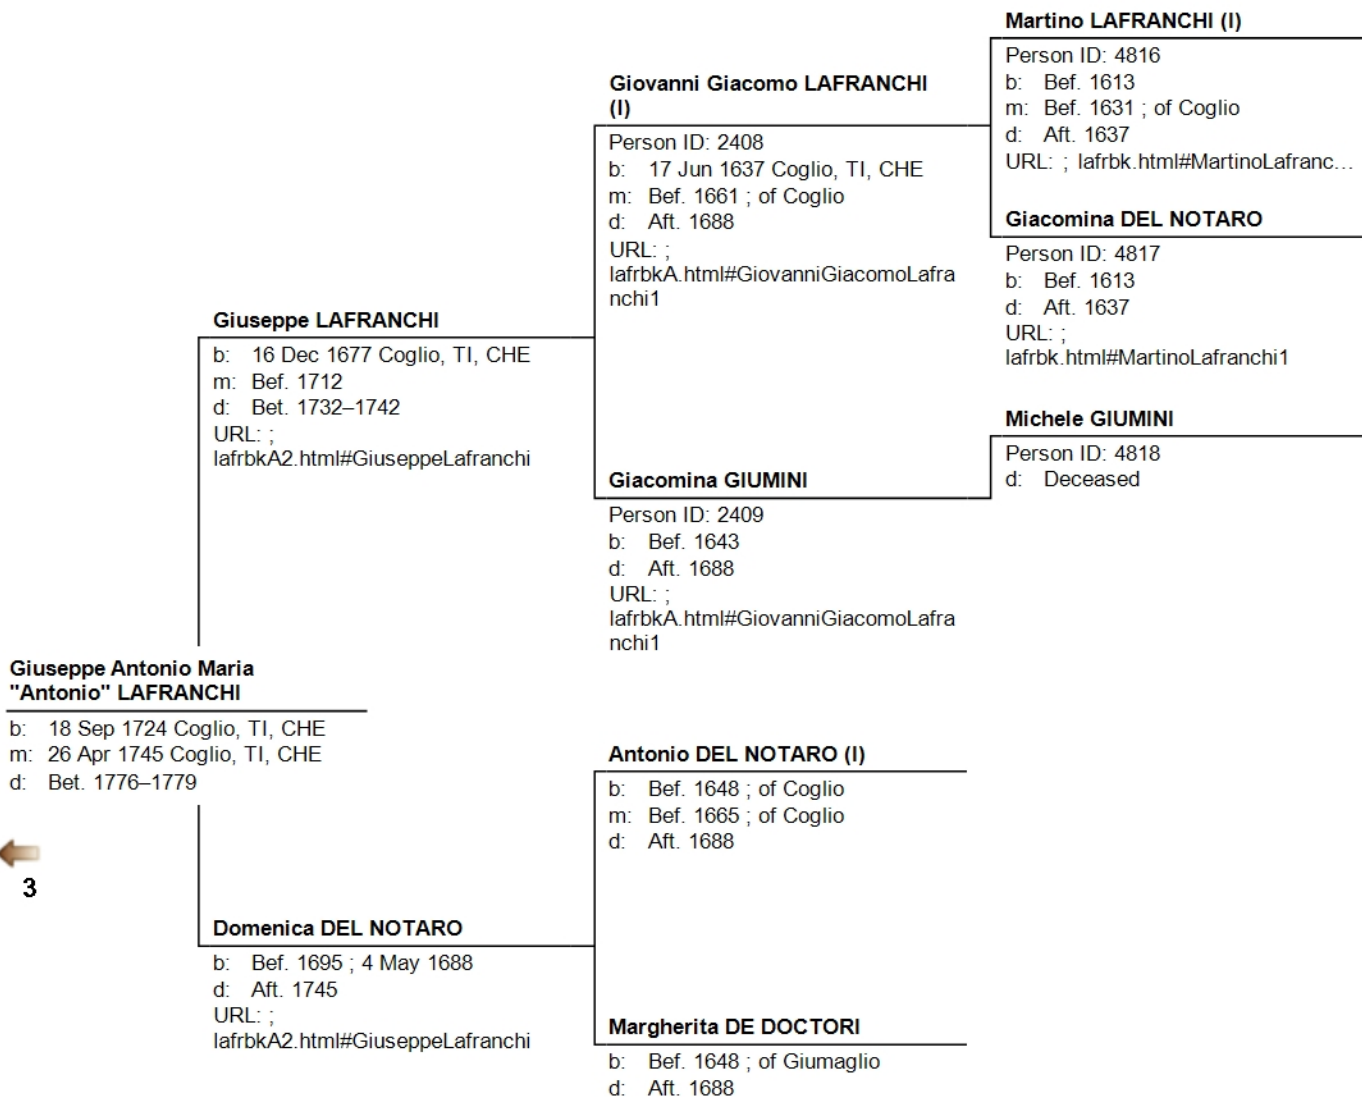 Martino LAFRANCHI (I)
Person ID: 4816
b: Bef. 1613
m: Bef. 1631 ; of Coglio
d: Aft. 1637
URL: ; lafrbk.html#MartinoLafranc...
Giovanni Giacomo LAFRANCHI
(I)
Person ID: 2408
b: 17 Jun 1637 Coglio, TI, CHE
m: Bef. 1661 ; of Coglio
d: Aft. 1688
URL: ;
lafrbkA.html#GiovanniGiacomoLafra
nchi1
Giacomina DEL NOTARO
Person ID: 4817
b: Bef. 1613
d: Aft. 1637
URL: ;
lafrbk.html#MartinoLafranchi1
Giuseppe LAFRANCHI
b: 16 Dec 1677 Coglio, TI, CHE
m: Bef. 1712
d: Bet. 1732–1742
URL: ;
lafrbkA2.html#GiuseppeLafranchi
Michele GIUMINI
Person ID: 4818
d: Deceased
Giacomina GIUMINI
Person ID: 2409
b: Bef. 1643
d: Aft. 1688
URL: ;
lafrbkA.html#GiovanniGiacomoLafra
nchi1
Giuseppe Antonio Maria
"Antonio" LAFRANCHI
b: 18 Sep 1724 Coglio, TI, CHE
m: 26 Apr 1745 Coglio, TI, CHE
d: Bet. 1776–1779
3
Antonio DEL NOTARO (I)
b: Bef. 1648 ; of Coglio
m: Bef. 1665 ; of Coglio
d: Aft. 1688
Domenica DEL NOTARO
b: Bef. 1695 ; 4 May 1688
d: Aft. 1745
URL: ;
lafrbkA2.html#GiuseppeLafranchi
Margherita DE DOCTORI
b: Bef. 1648 ; of Giumaglio
d: Aft. 1688